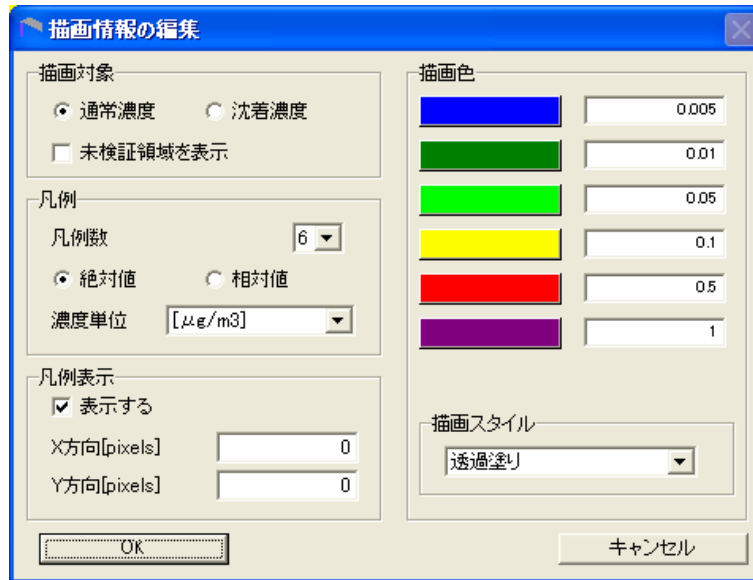 描画情報の編集
描画対象
通常濃度 沈着濃度
未検証領域を表示
凡例
凡例数 6
絶対値 相対値
濃度単位 [μg/m3]
凡例表示
表示する
X方向[pixels] 0
Y方向[pixels] 0
描画色
0.005
0.01
0.05
0.1
0.5
1
描画スタイル
透過塗り
OK キャンセル